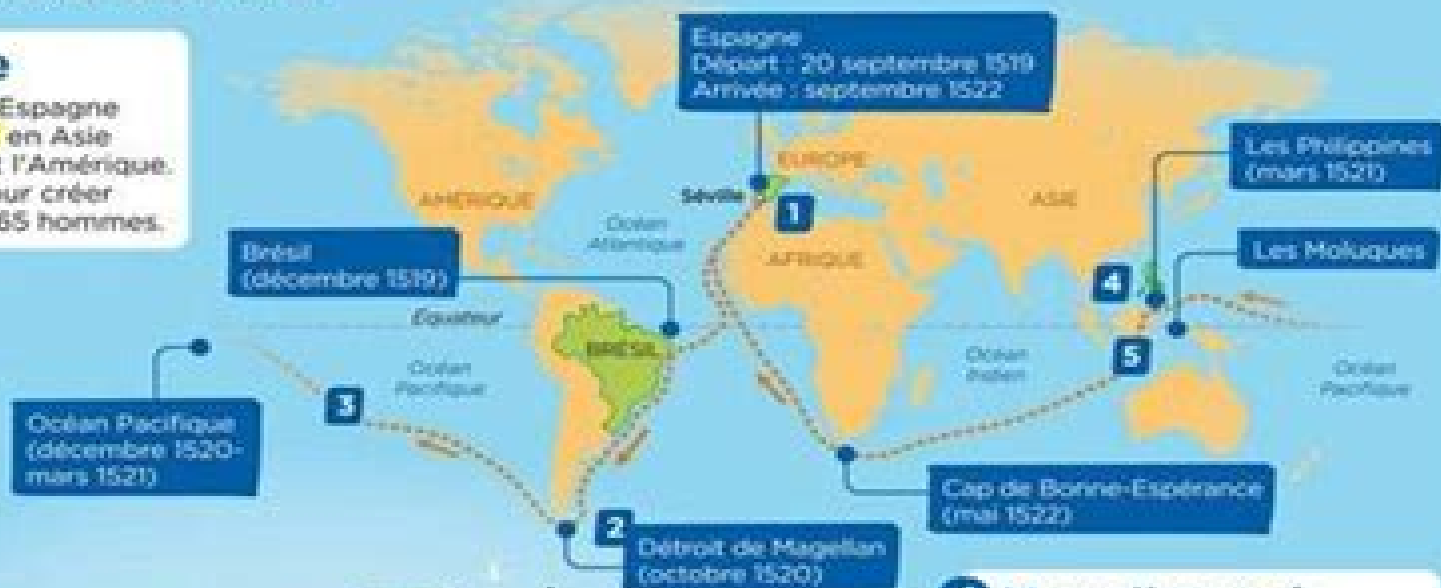 Espagne
en Asie
l'Amérique.
ur créer
65 hommes.
Espagne
Départ : 20 septembre 1519
Arrivée : septembre 1522
Les Philippines
(mars 1521)
Les Moluques
Brésil
(décembre 1519)
AMÉRIQUE
EUROPE
ASIE
AFRIQUE
Séville
1
Océan
Atlantique
Équateur
BRÉSIL
Océan
Pacifique
4
5
Océan
Indien
Océan
Pacifique
3
Océan Pacifique
(décembre 1520-
mars 1521)
Cap de Bonne-Espérance
(mai 1522)
2
Détroit de Magellan
(octobre 1520)